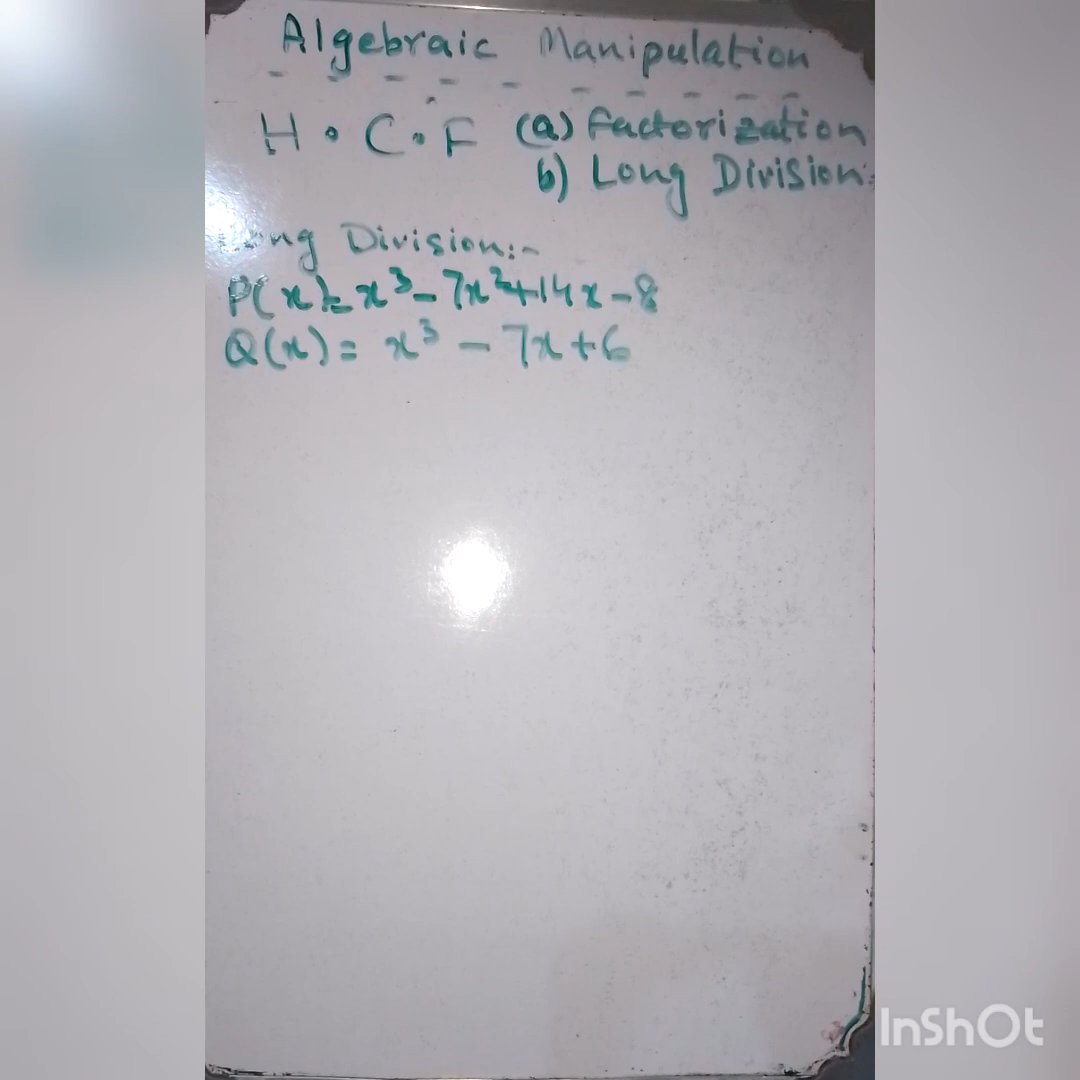 Algebraic Manipulation
H.C.F (a) Factorization
b) Long Division:
Division:-
P(x)= x³-7x²+14x-8
Q(x) = x³ - 7x+6
InShOt